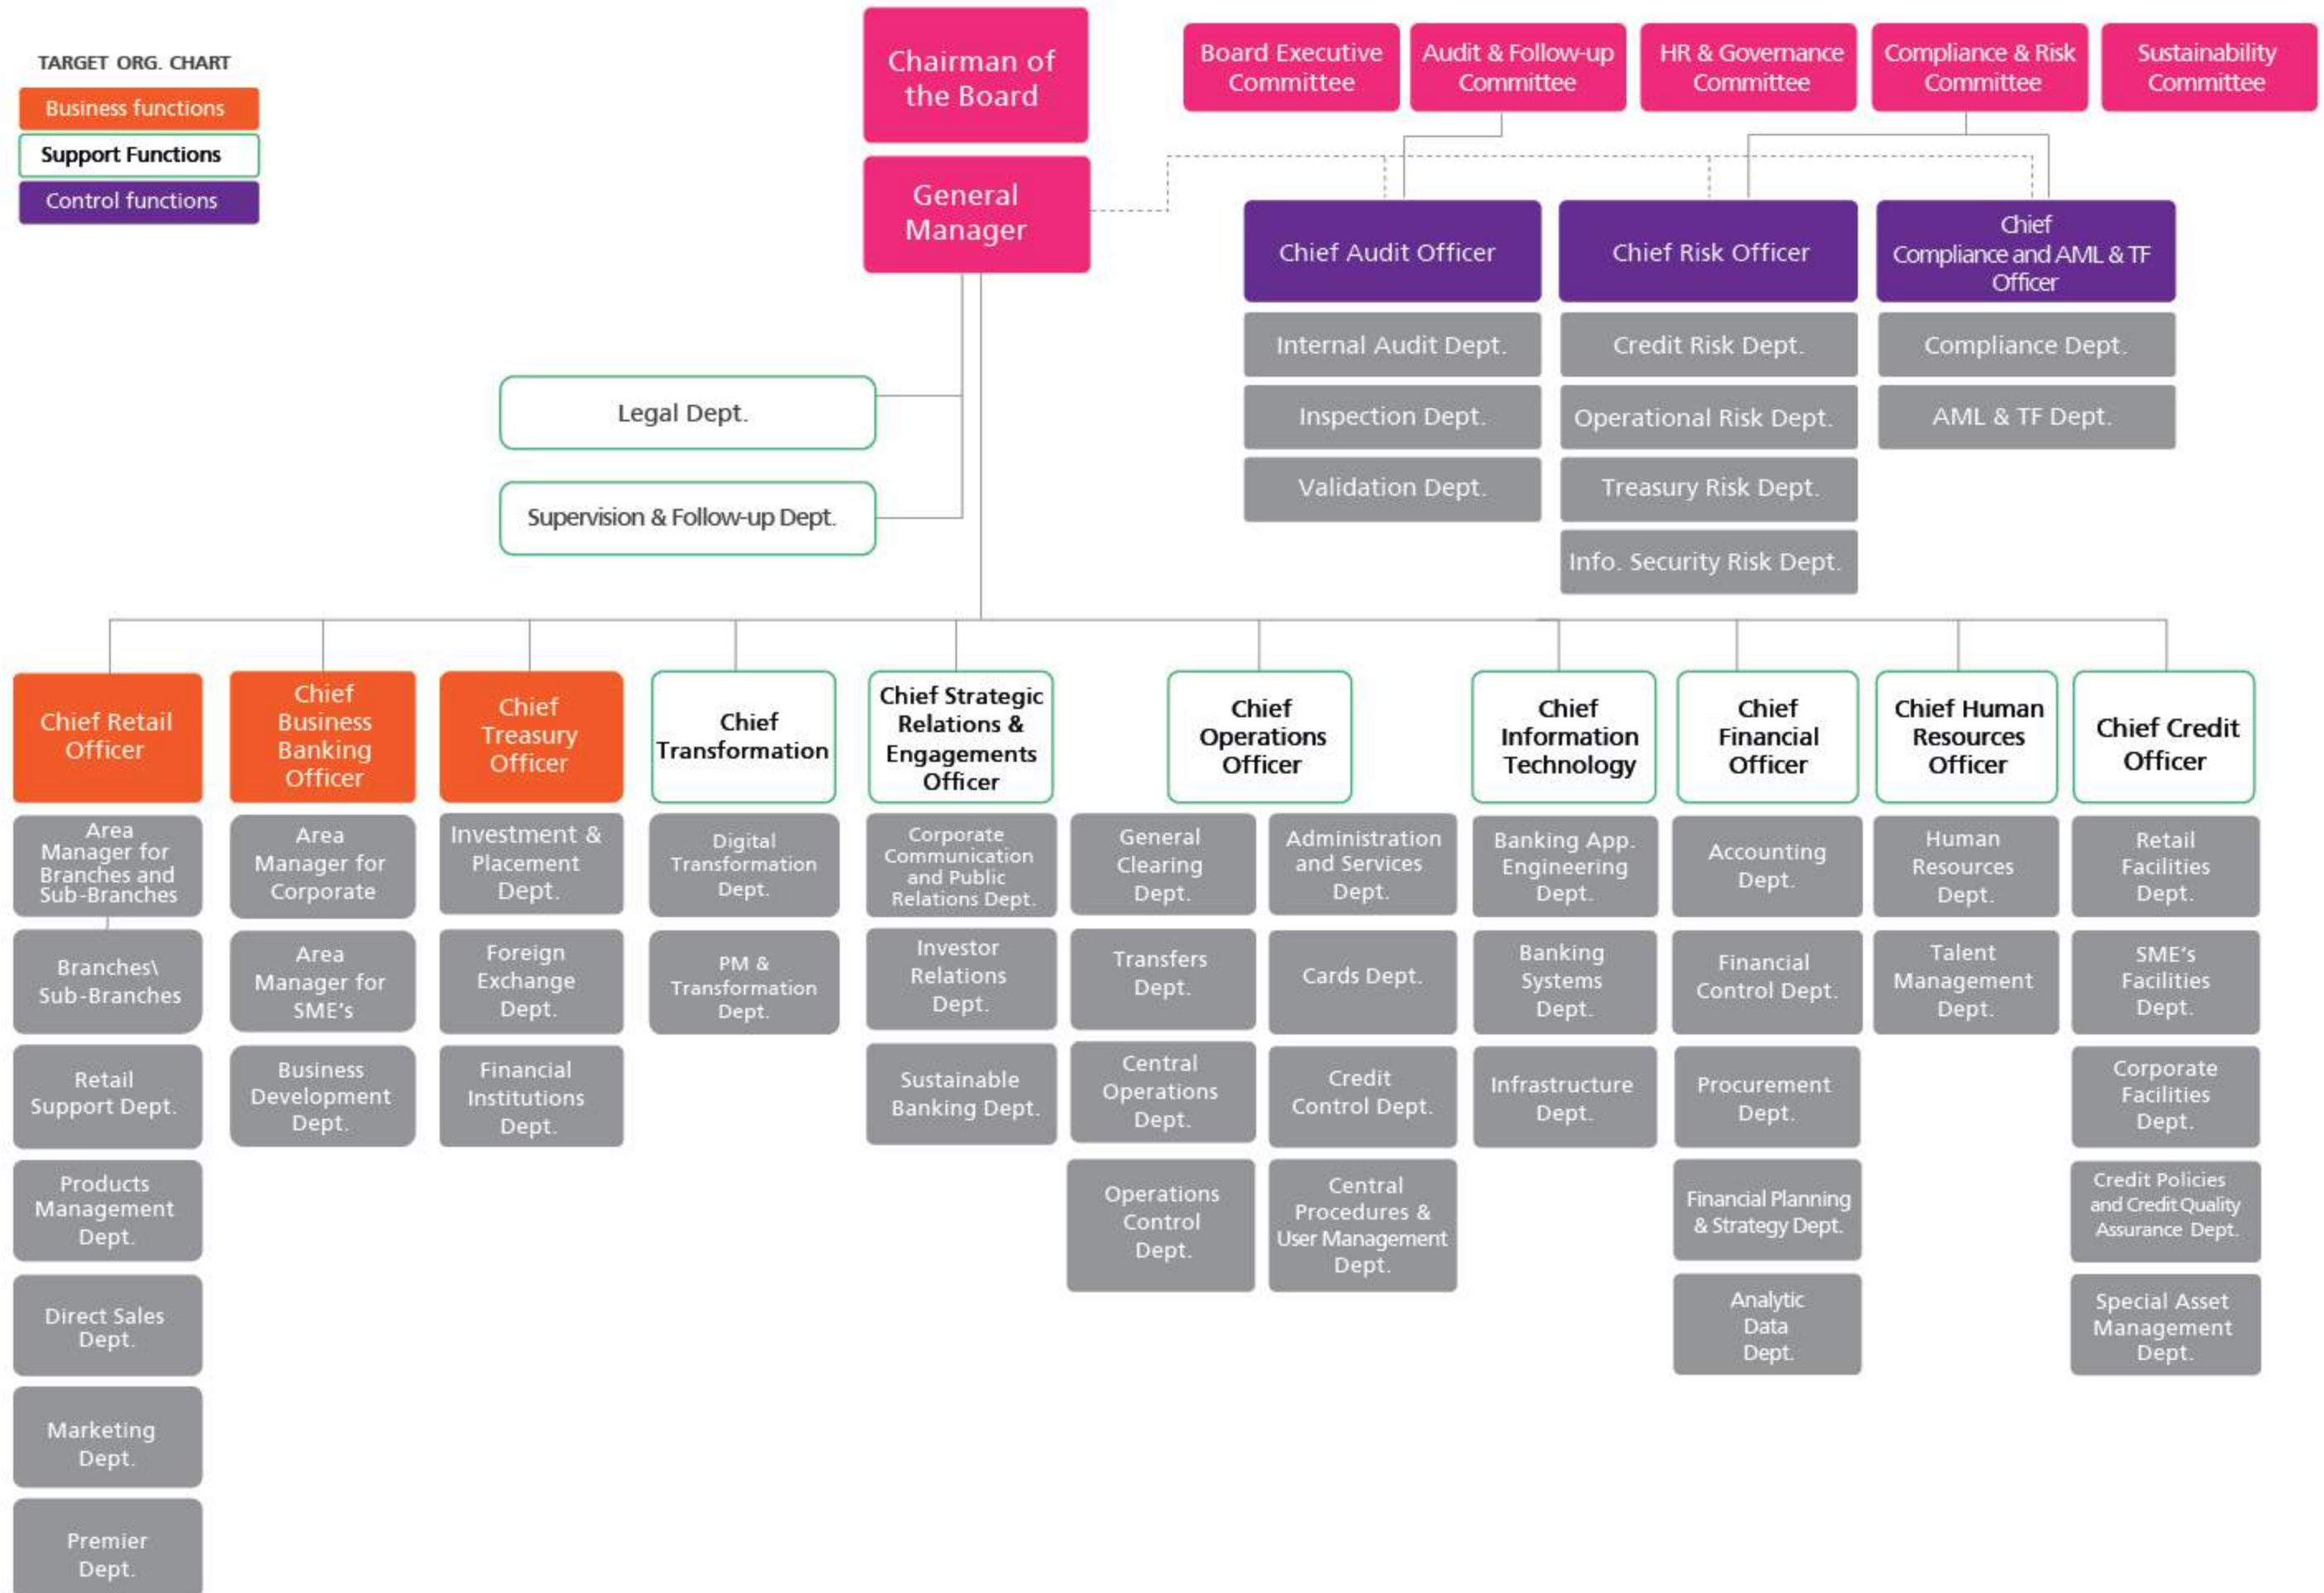 TARGET ORG. CHART
Business functions
Support Functions
Control functions
Chairman of
the Board
General
Manager
Board Executive
Committee
Audit & Follow-up
Committee
HR & Governance
Committee
Compliance & Risk
Committee
Sustainability
Committee
Chief Audit Officer
Internal Audit Dept.
Inspection Dept.
Validation Dept.
Chief Risk Officer
Credit Risk Dept.
Operational Risk Dept.
Treasury Risk Dept.
Info. Security Risk Dept.
Chief
Compliance and AML & TF
Officer
Compliance Dept.
AML & TF Dept.
Legal Dept.
Supervision & Follow-up Dept.
Chief Retail
Officer
Area
Manager for
Branches and
Sub-Branches
Branches\
Sub-Branches
Retail
Support Dept.
Products
Management
Dept.
Direct Sales
Dept.
Marketing
Dept.
Premier
Dept.
Chief
Business
Banking
Officer
Area
Manager for
Corporate
Area
Manager for
SME's
Business
Development
Dept.
Chief
Treasury
Officer
Investment &
Placement
Dept.
Foreign
Exchange
Dept.
Financial
Institutions
Dept.
Chief
Transformation
Digital
Transformation
Dept.
PM &
Transformation
Dept.
Chief Strategic
Relations &
Engagements
Officer
Corporate
Communication
and Public
Relations Dept.
Investor
Relations
Dept.
Sustainable
Banking Dept.
Chief
Operations
Officer
General
Clearing
Dept.
Transfers
Dept.
Central
Operations
Dept.
Operations
Control
Dept.
Administration
and Services
Dept.
Cards Dept.
Credit
Control Dept.
Central
Procedures &
User Management
Dept.
Chief
Information
Technology
Banking App.
Engineering
Dept.
Banking
Systems
Dept.
Infrastructure
Dept.
Chief
Financial
Officer
Accounting
Dept.
Financial
Control Dept.
Procurement
Dept.
Financial Planning
& Strategy Dept.
Analytic
Data
Dept.
Chief Human
Resources
Officer
Human
Resources
Dept.
Talent
Management
Dept.
Chief Credit
Officer
Retail
Facilities
Dept.
SME's
Facilities
Dept.
Corporate
Facilities
Dept.
Credit Policies
and Credit Quality
Assurance Dept.
Special Asset
Management
Dept.